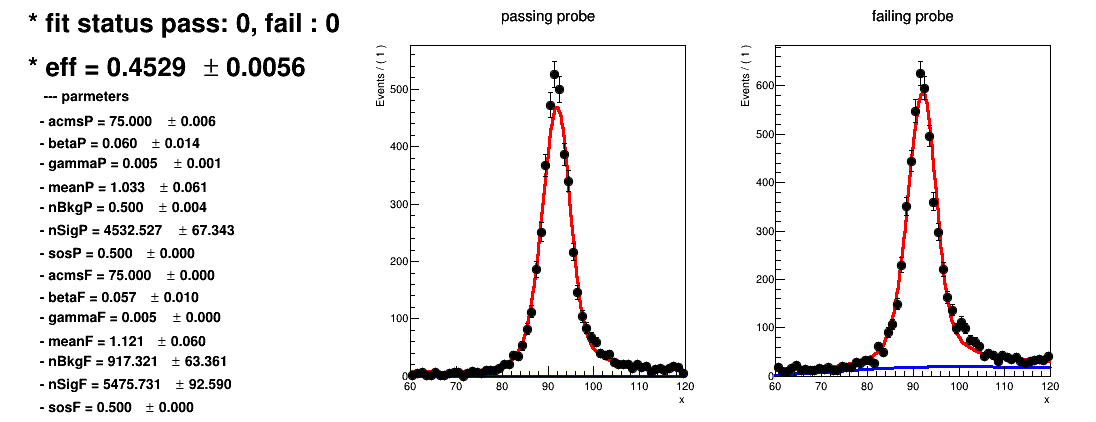 * fit status pass: 0, fail : 0
* eff = 0.4529 ± 0.0056
--- parmeters
- acmsP = 75.000 ± 0.006
- betaP = 0.060 ± 0.014
- gammaP = 0.005 ± 0.001
- meanP = 1.033 ± 0.061
- nBkgP = 0.500 ± 0.004
- nSigP = 4532.527 ± 67.343
- sosP = 0.500 ± 0.000
- acmsF = 75.000 ± 0.000
- betaF = 0.057 ± 0.010
- gammaF = 0.005 ± 0.000
- meanF = 1.121 ± 0.060
- nBkgF = 917.321 ± 63.361
- nSigF = 5475.731 ± 92.590
- sosF = 0.500 ± 0.000
passing probe
Events / ( 1 )
500
400
300
200
100
0
60 70 80 90 100 110 120
x
failing probe
Events / ( 1 )
600
500
400
300
200
100
0
60 70 80 90 100 110 120
x